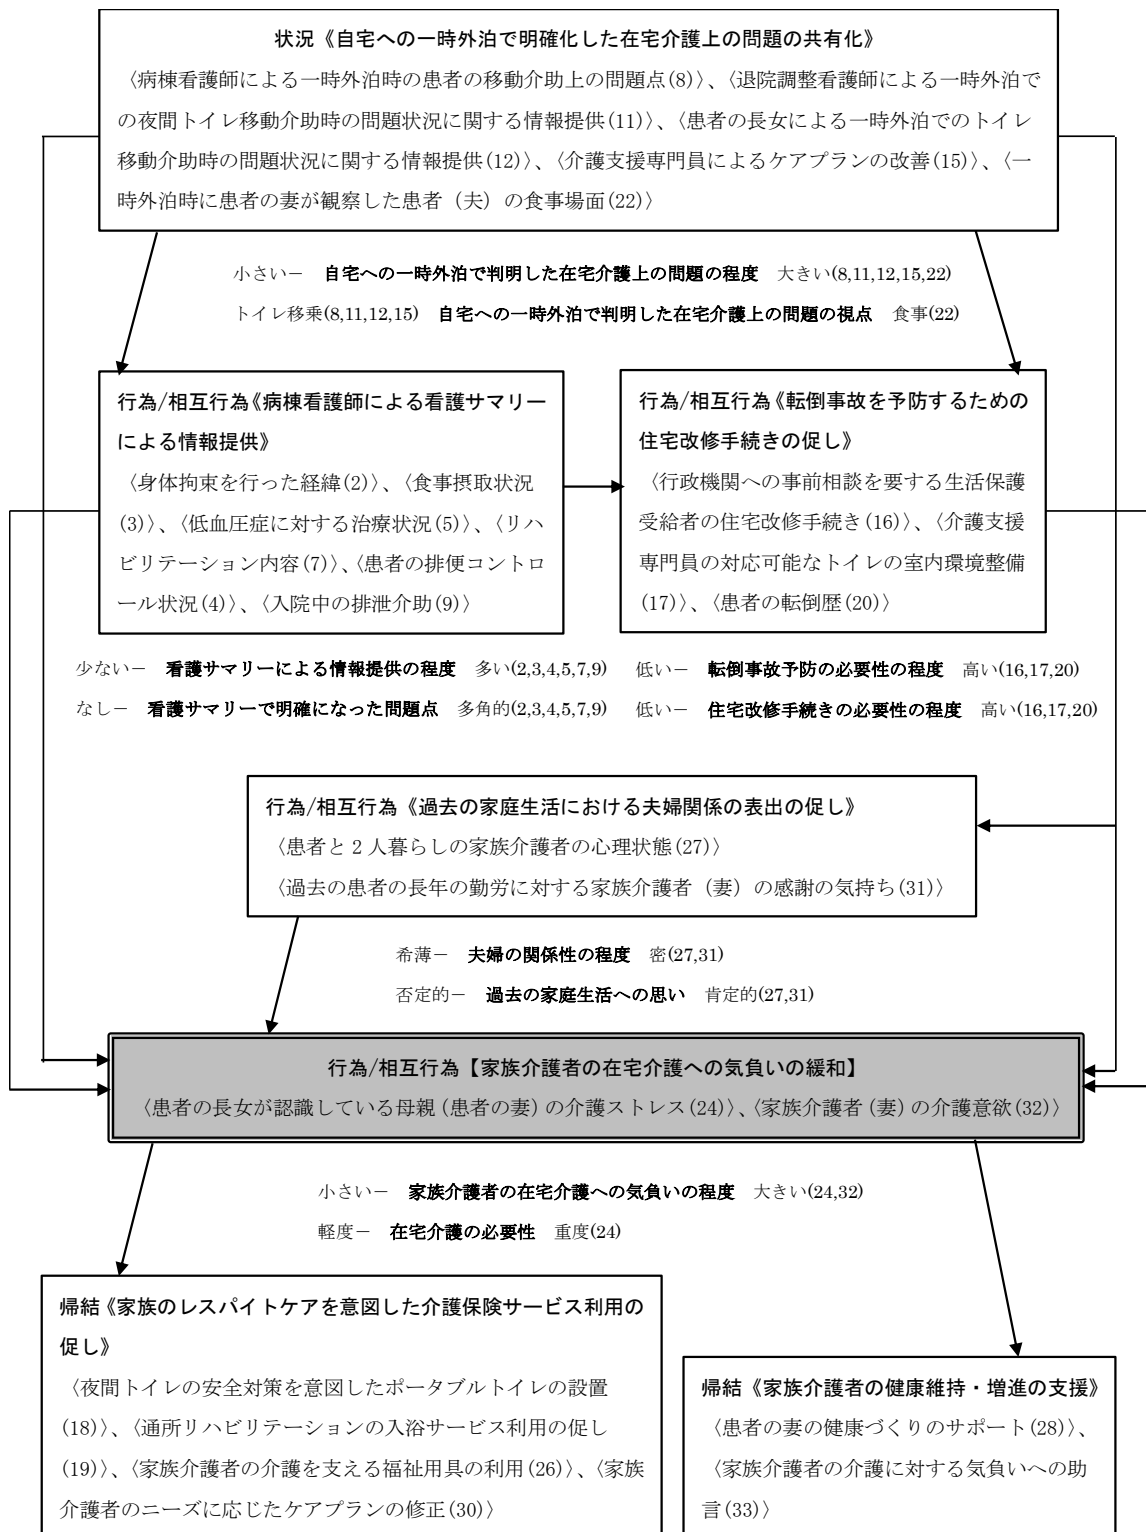 状況《自宅への一時外泊で明確化した在宅介護上の問題の共有化》
〈病棟看護師による一時外泊時の患者の移動介助上の問題点(8)〉、〈退院調整看護師による一時外泊で
の夜間トイレ移動介助時の問題状況に関する情報提供(11)〉、〈患者の長女による一時外泊でのトイレ
移動介助時の問題状況に関する情報提供(12)〉、〈介護支援専門員によるケアプランの改善(15)〉、〈一
時外泊時に患者の妻が観察した患者（夫）の食事場面(22)〉
小さい－　自宅への一時外泊で判明した在宅介護上の問題の程度　大きい(8,11,12,15,22)
トイレ移乗(8,11,12,15)　自宅への一時外泊で判明した在宅介護上の問題の視点　食事(22)
行為/相互行為《病棟看護師による看護サマリー
による情報提供》
〈身体拘束を行った経緯(2)〉、〈食事摂取状況
(3)〉、〈低血圧症に対する治療状況(5)〉、〈リハ
ビリテーション内容(7)〉、〈患者の排便コントロ
ール状況(4)〉、〈入院中の排泄介助(9)〉
行為/相互行為《転倒事故を予防するための
住宅改修手続きの促し》
〈行政機関への事前相談を要する生活保護
受給者の住宅改修手続き(16)〉、〈介護支援
専門員の対応可能なトイレの室内環境整備
(17)〉、〈患者の転倒歴(20)〉
少ない－　看護サマリーによる情報提供の程度　多い(2,3,4,5,7,9)
なし－　看護サマリーで明確になった問題点　多角的(2,3,4,5,7,9)
低い－　転倒事故予防の必要性の程度　高い(16,17,20)
低い－　住宅改修手続きの必要性の程度　高い(16,17,20)
行為/相互行為《過去の家庭生活における夫婦関係の表出の促し》
〈患者と2人暮らしの家族介護者の心理状態(27)〉
〈過去の患者の長年の勤労に対する家族介護者（妻）の感謝の気持ち(31)〉
希薄－　夫婦の関係性の程度　密(27,31)
否定的－　過去の家庭生活への思い　肯定的(27,31)
行為/相互行為【家族介護者の在宅介護への気負いの緩和】
〈患者の長女が認識している母親(患者の妻)の介護ストレス(24)〉、〈家族介護者(妻)の介護意欲(32)〉
小さい－　家族介護者の在宅介護への気負いの程度　大きい(24,32)
軽度－　在宅介護の必要性　重度(24)
帰結《家族のレスパイトケアを意図した介護保険サービス利用の
促し》
〈夜間トイレの安全対策を意図したポータブルトイレの設置
(18)〉、〈通所リハビリテーションの入浴サービス利用の促し
(19)〉、〈家族介護者の介護を支える福祉用具の利用(26)〉、〈家族
介護者のニーズに応じたケアプランの修正(30)〉
帰結《家族介護者の健康維持・増進の支援》
〈患者の妻の健康づくりのサポート(28)〉、
〈家族介護者の介護に対する気負いへの助
言(33)〉